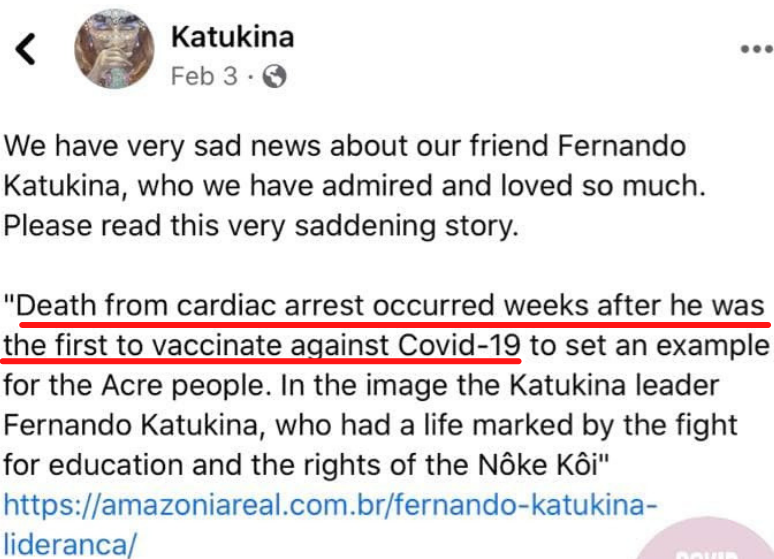 Katukina
Feb 3 ·
We have very sad news about our friend Fernando
Katukina, who we have admired and loved so much.
Please read this very saddening story.
"Death from cardiac arrest occurred weeks after he was
the first to vaccinate against Covid-19 to set an example
for the Acre people. In the image the Katukina leader
Fernando Katukina, who had a life marked by the fight
for education and the rights of the Nôke Kôi"
https://amazoniareal.com.br/fernando-katukina-
lideranca/